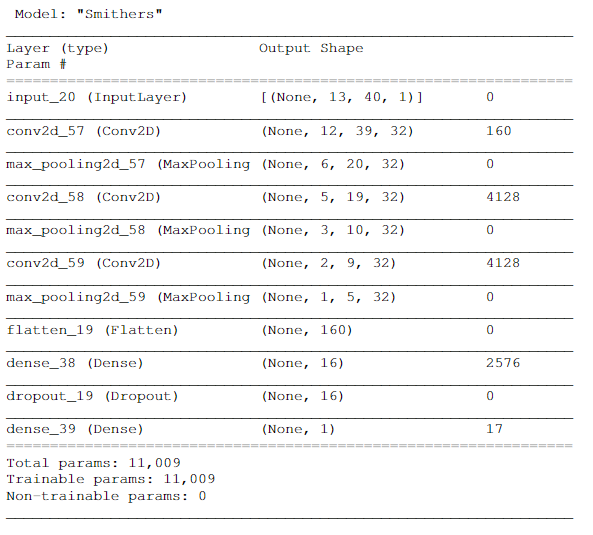 Model: "Smithers"
Layer (type) Output Shape
Param #
input_20 (InputLayer) [(None, 13, 40, 1)] 0
conv2d_57 (Conv2D) (None, 12, 39, 32) 160
max_pooling2d_57 (MaxPooling (None, 6, 20, 32) 0
conv2d_58 (Conv2D) (None, 5, 19, 32) 4128
max_pooling2d_58 (MaxPooling (None, 3, 10, 32) 0
conv2d_59 (Conv2D) (None, 2, 9, 32) 4128
max_pooling2d_59 (MaxPooling (None, 1, 5, 32) 0
flatten_19 (Flatten) (None, 160) 0
dense_38 (Dense) (None, 16) 2576
dropout_19 (Dropout) (None, 16) 0
dense_39 (Dense) (None, 1) 17
Total params: 11,009
Trainable params: 11,009
Non-trainable params: 0